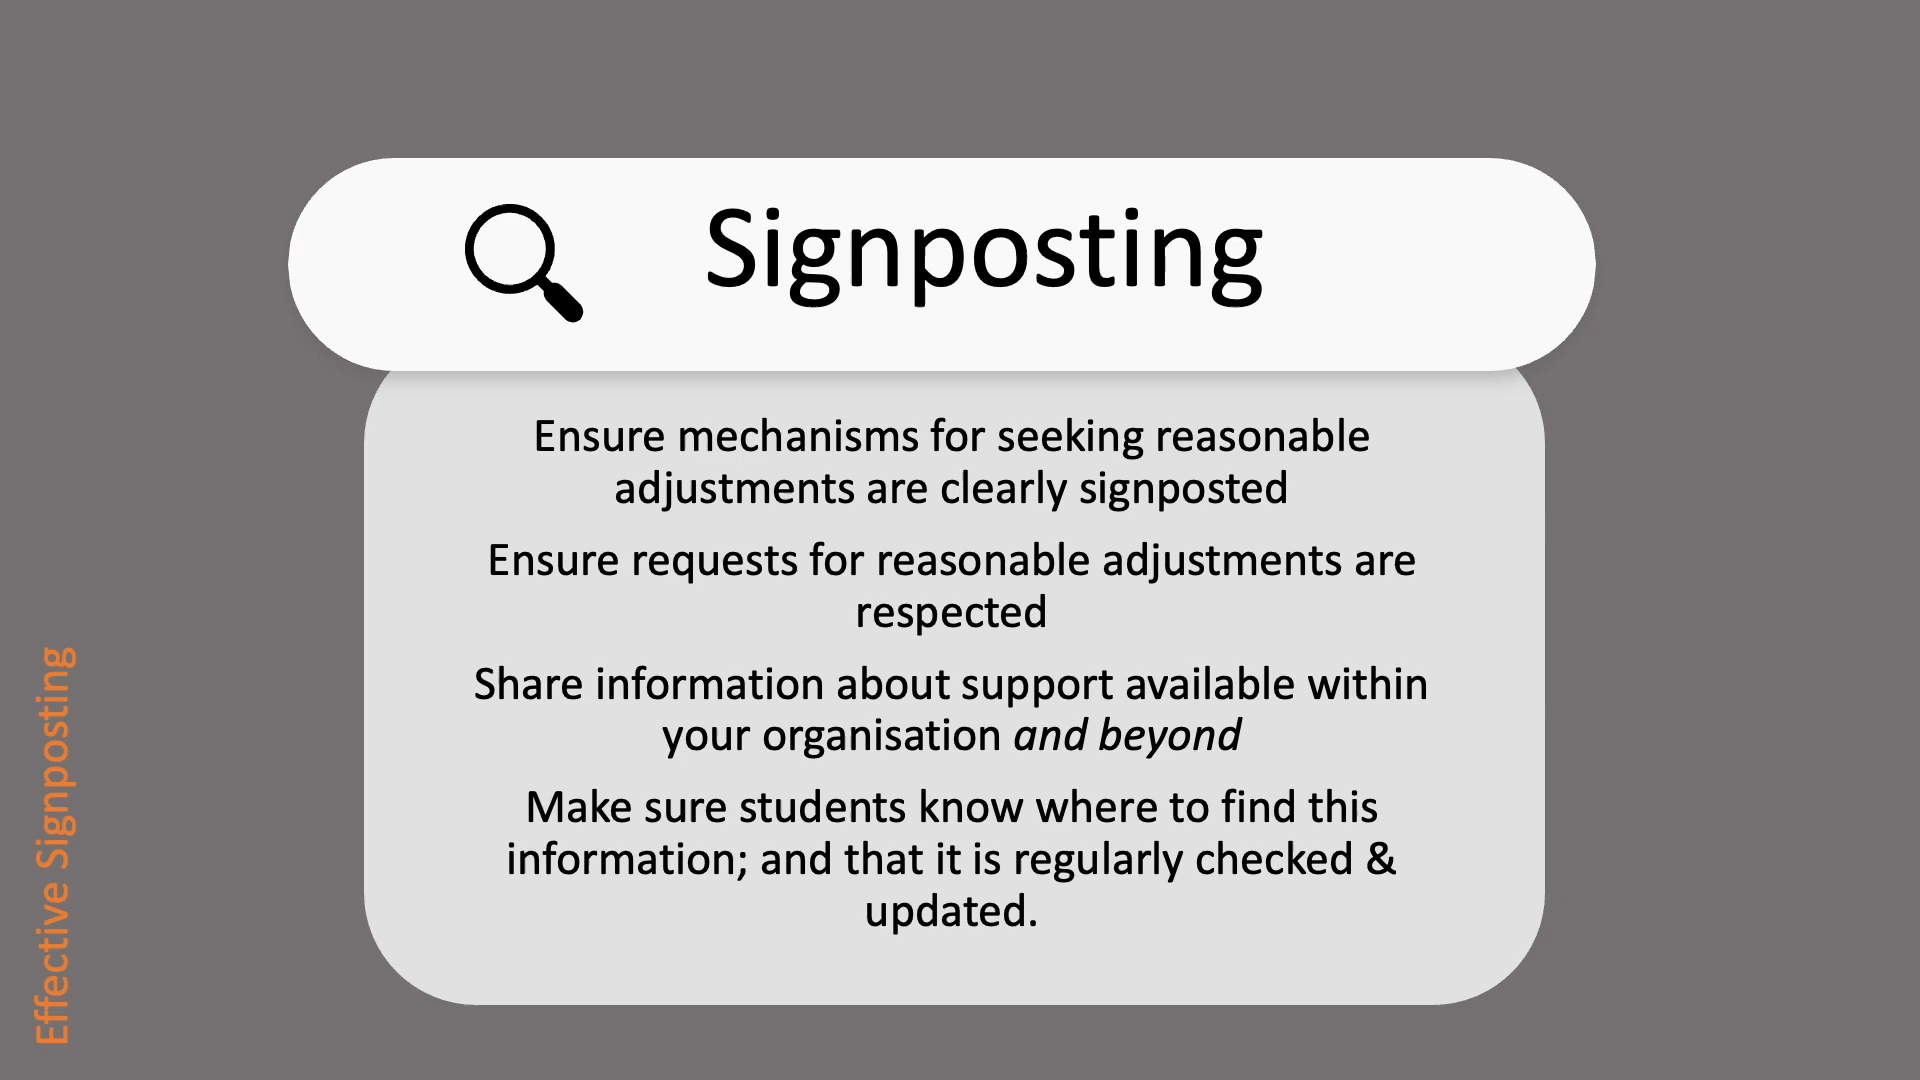 Signposting
Ensure mechanisms for seeking reasonable
adjustments are clearly signposted
Ensure requests for reasonable adjustments are
respected
Share information about support available within
your organisation and beyond
Make sure students know where to find this
information; and that it is regularly checked &
updated.
Effective Signposting